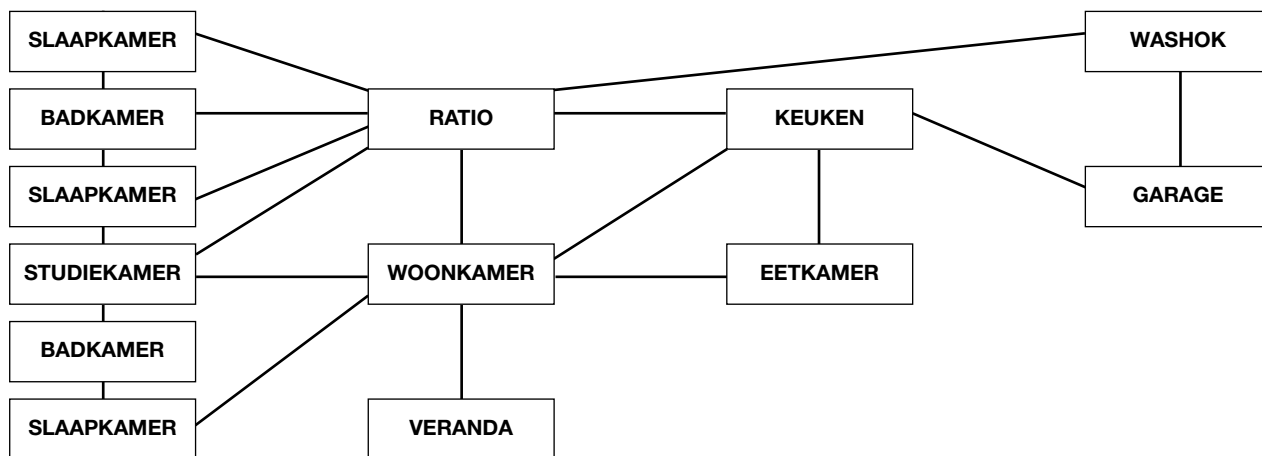 SLAAPKAMER
WASHOK
BADKAMER
RATIO
KEUKEN
SLAAPKAMER
GARAGE
STUDIEKAMER
WOONKAMER
EETKAMER
BADKAMER
SLAAPKAMER
VERANDA